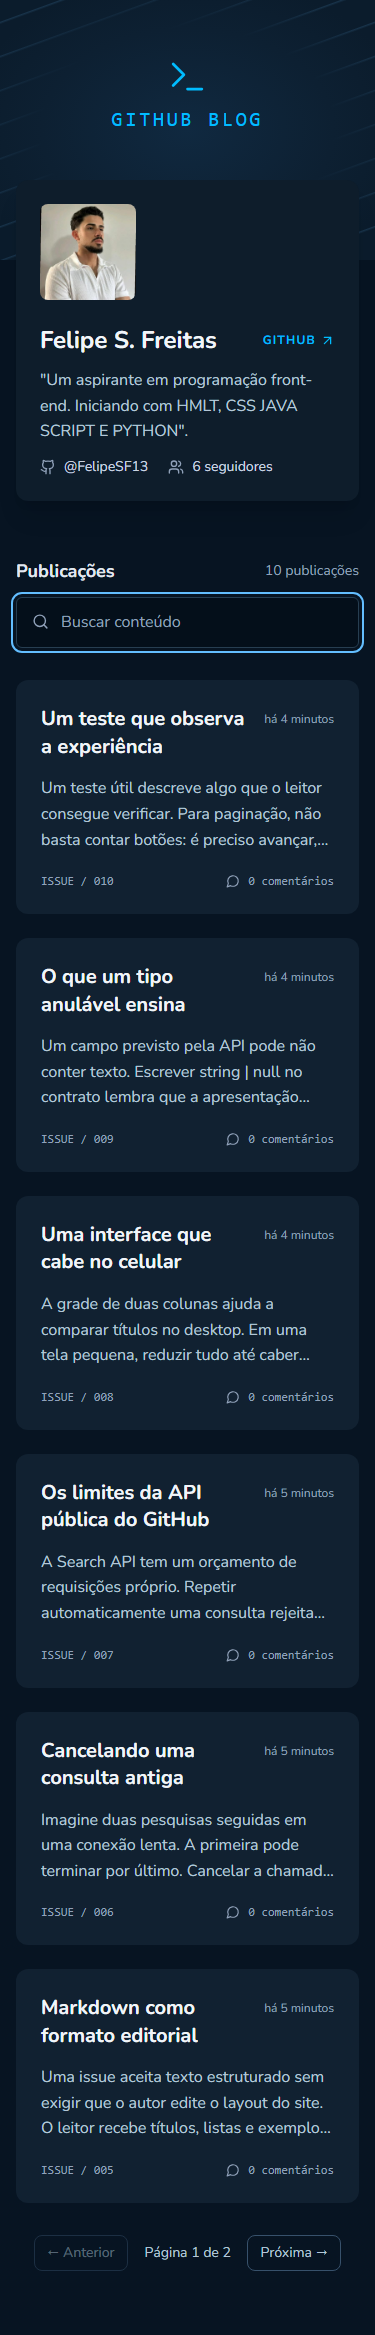 GITHUB BLOG
Felipe S. Freitas
GITHUB
"Um aspirante em programação front-
end. Iniciando com HMLT, CSS JAVA
SCRIPT E PYTHON".
@FelipeSF13 6 seguidores
Publicações 10 publicações
Buscar conteúdo
Um teste que observa há 4 minutos
a experiência
Um teste útil descreve algo que o leitor
consegue verificar. Para paginação, não
basta contar botões: é preciso avançar,...
ISSUE / 010 0 comentários
O que um tipo há 4 minutos
anulável ensina
Um campo previsto pela API pode não
conter texto. Escrever string | null no
contrato lembra que a apresentação...
ISSUE / 009 0 comentários
Uma interface que há 4 minutos
cabe no celular
A grade de duas colunas ajuda a
comparar títulos no desktop. Em uma
tela pequena, reduzir tudo até caber...
ISSUE / 008 0 comentários
Os limites da API há 5 minutos
pública do GitHub
A Search API tem um orçamento de
requisições próprio. Repetir
automaticamente uma consulta rejeita...
ISSUE / 007 0 comentários
Cancelando uma há 5 minutos
consulta antiga
Imagine duas pesquisas seguidas em
uma conexão lenta. A primeira pode
terminar por último. Cancelar a chamad...
ISSUE / 006 0 comentários
Markdown como há 5 minutos
formato editorial
Uma issue aceita texto estruturado sem
exigir que o autor edite o layout do site.
O leitor recebe títulos, listas e exemplo...
ISSUE / 005 0 comentários
← Anterior Página 1 de 2 Próxima →